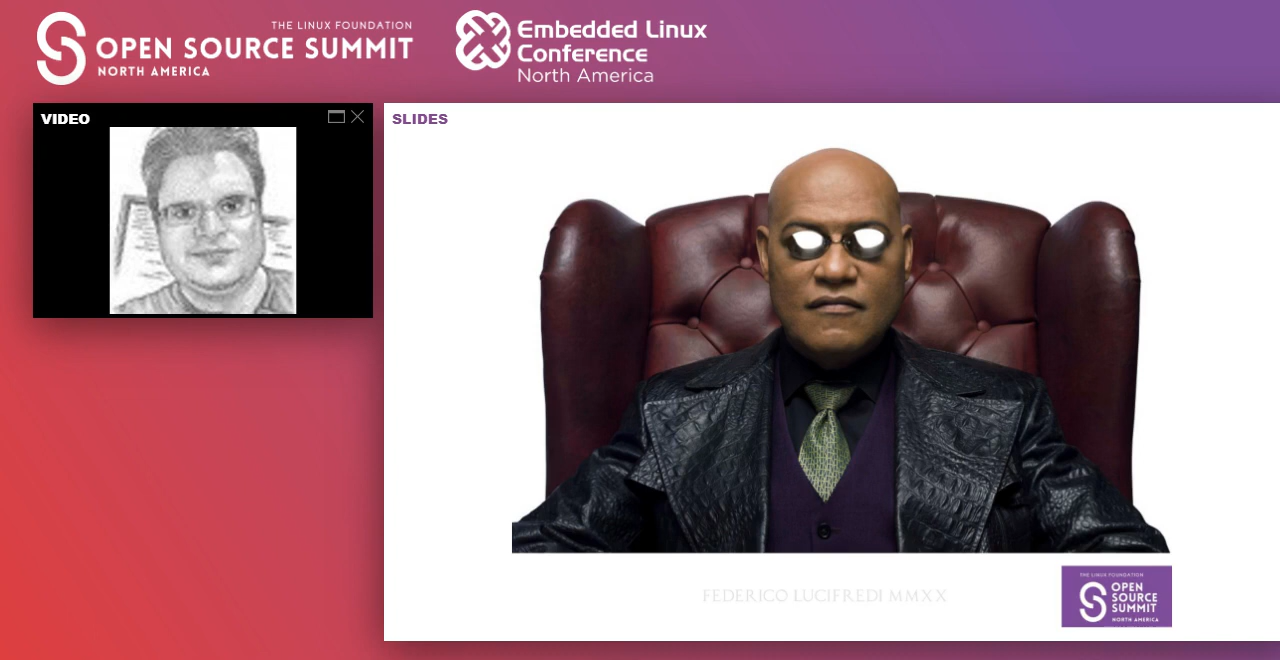 THE LINUX FOUNDATION
OPEN SOURCE SUMMIT
NORTH AMERICA
Embedded Linux
Conference
North America
VIDEO
SLIDES
FEDERICO LUCIFREDI MMXX
THE LINUX FOUNDATION
OPEN
SOURCE
SUMMIT
NORTH AMERICA